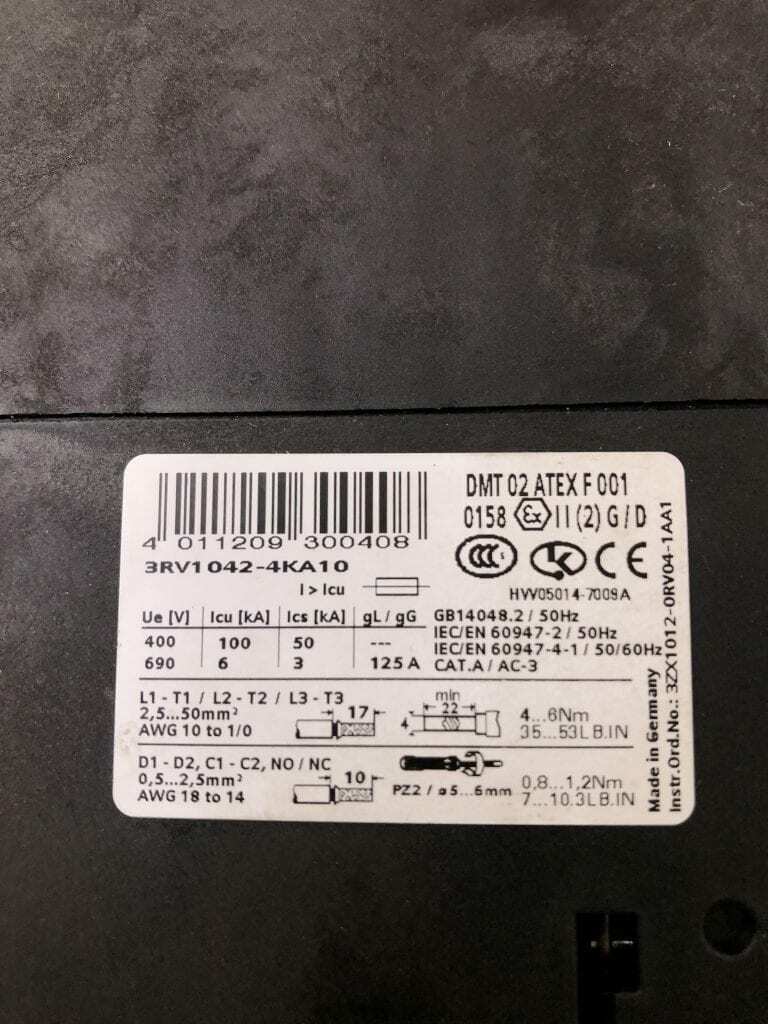 4 011209 300408
3RV1042-4KA10
I > Icu
DMT 02 ATEX F 001
0158 Ex II (2) G / D
CCC CE
HVV05014-7009A
Ue [V] Icu [kA] Ics [kA] gL / gG
400 100 50 ---
690 6 3 125 A
GB14048.2 / 50Hz
IEC/EN 60947-2 / 50Hz
IEC/EN 60947-4-1 / 50/60Hz
CAT.A / AC-3
L1 - T1 / L2 - T2 / L3 - T3
2,5...50mm²
AWG 10 to 1/0
17
min
22
4
4...6Nm
35...53LB.IN
D1 - D2, C1 - C2, NO / NC
0,5...2,5mm²
AWG 18 to 14
10
PZ2 / ø 5...6mm
0,8...1,2Nm
7...10.3LB.IN
Made in Germany
Instr.Ord.No.: 3ZX1012-0RV04-1AA1